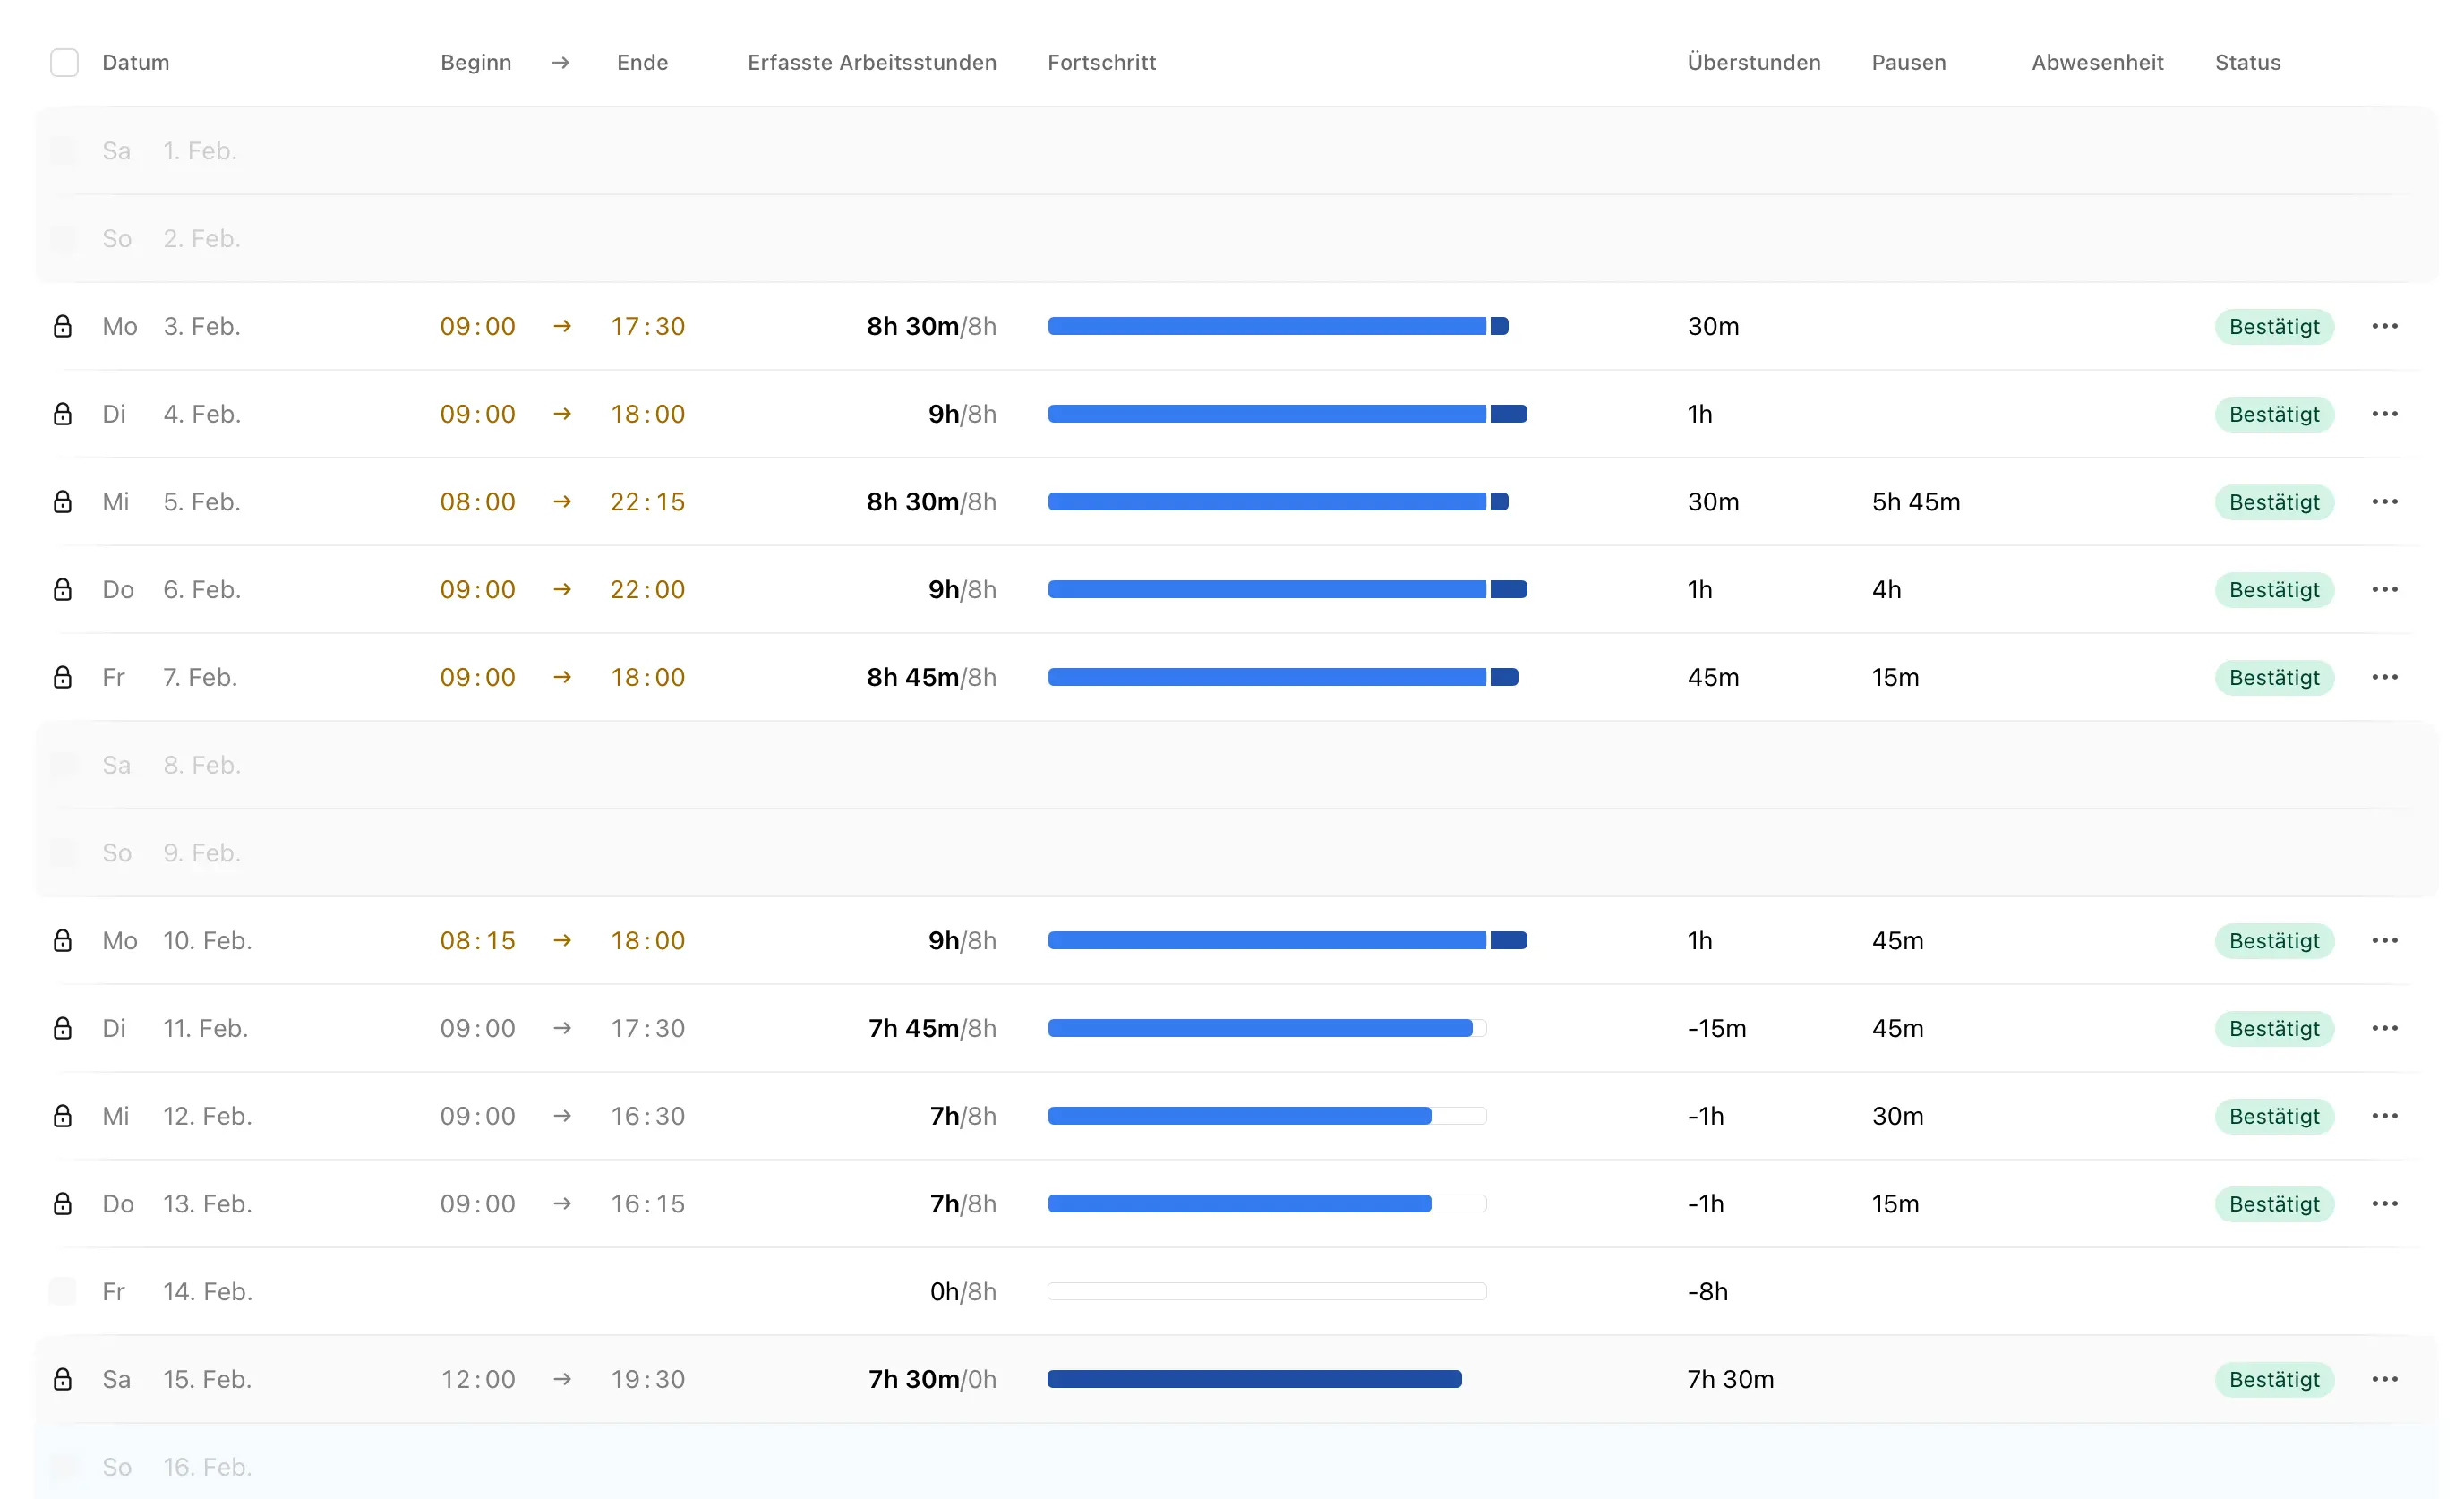 Datum Beginn → Ende Erfasste Arbeitsstunden Fortschritt Überstunden Pausen Abwesenheit Status
Sa 1. Feb.
So 2. Feb.
Mo 3. Feb. 09:00 → 17:30 8h 30m/8h 30m Bestätigt
Di 4. Feb. 09:00 → 18:00 9h/8h 1h Bestätigt
Mi 5. Feb. 08:00 → 22:15 8h 30m/8h 30m 5h 45m Bestätigt
Do 6. Feb. 09:00 → 22:00 9h/8h 1h 4h Bestätigt
Fr 7. Feb. 09:00 → 18:00 8h 45m/8h 45m 15m Bestätigt
Sa 8. Feb.
So 9. Feb.
Mo 10. Feb. 08:15 → 18:00 9h/8h 1h 45m Bestätigt
Di 11. Feb. 09:00 → 17:30 7h 45m/8h -15m 45m Bestätigt
Mi 12. Feb. 09:00 → 16:30 7h/8h -1h 30m Bestätigt
Do 13. Feb. 09:00 → 16:15 7h/8h -1h 15m Bestätigt
Fr 14. Feb. 0h/8h -8h
Sa 15. Feb. 12:00 → 19:30 7h 30m/0h 7h 30m Bestätigt
So 16. Feb.